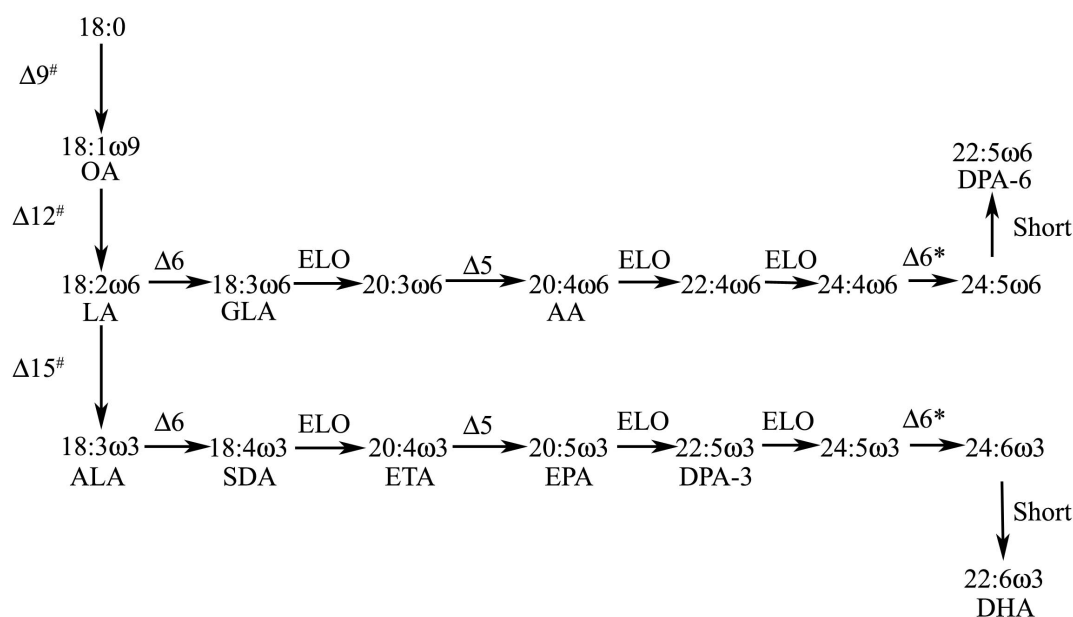 18:0
Δ9#
18:1ω9
OA
22:5ω6
DPA-6
Δ12#
Short
Δ6
ELO
Δ5
ELO
ELO
Δ6*
18:2ω6
18:3ω6
20:3ω6
20:4ω6
22:4ω6
24:4ω6
24:5ω6
LA
GLA
AA
Δ15#
Δ6
ELO
Δ5
ELO
ELO
Δ6*
18:3ω3
18:4ω3
20:4ω3
20:5ω3
22:5ω3
24:5ω3
24:6ω3
ALA
SDA
ETA
EPA
DPA-3
Short
22:6ω3
DHA